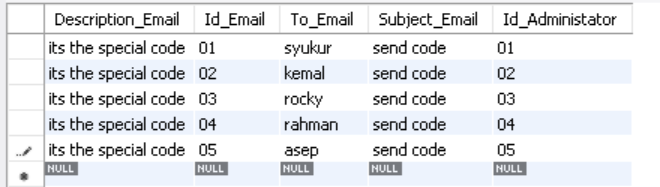 Description_Email Id_Email To_Email Subject_Email Id_Administator
its the special code 01 syukur send code 01
its the special code 02 kemal send code 02
its the special code 03 rocky send code 03
its the special code 04 rahman send code 04
its the special code 05 asep send code 05
NULL NULL NULL NULL NULL